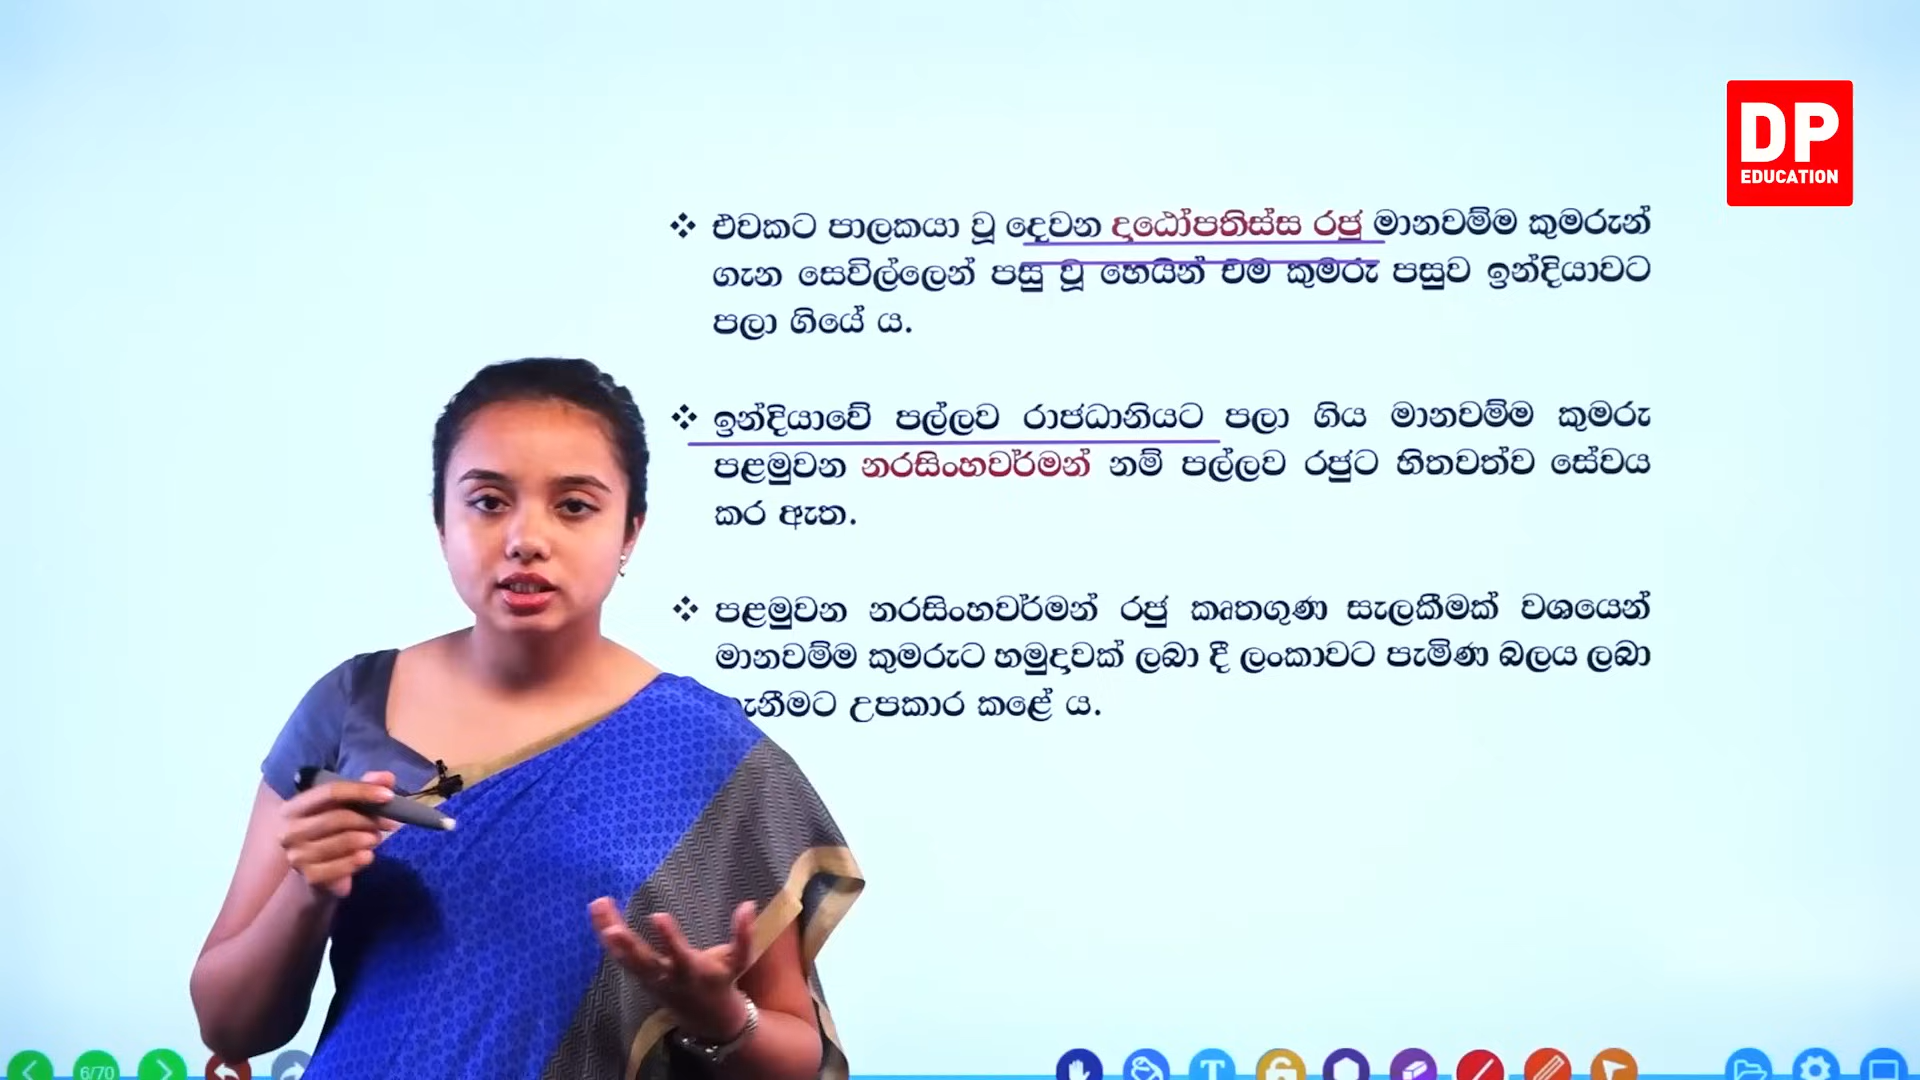 DP
EDUCATION
❖ එවකට පාලකයා වූ දෙවන දාඨෝපතිස්ස රජු මානවම්ම කුමරුන්
ගැන සෙවිල්ලෙන් පසු වූ හෙයින් එම කුමරු පසුව ඉන්දියාවට
පලා ගියේ ය.
❖ ඉන්දියාවේ පල්ලව රාජධානියට පලා ගිය මානවම්ම කුමරු
පළමුවන නරසිංහවර්මන් නම් පල්ලව රජුට හිතවත්ව සේවය
කර ඇත.
❖ පළමුවන නරසිංහවර්මන් රජු කෘතගුණ සැලකීමක් වශයෙන්
මානවම්ම කුමරුට හමුදාවක් ලබා දී ලංකාවට පැමිණ බලය ලබා
උපකාර කළේ ය.
6/70